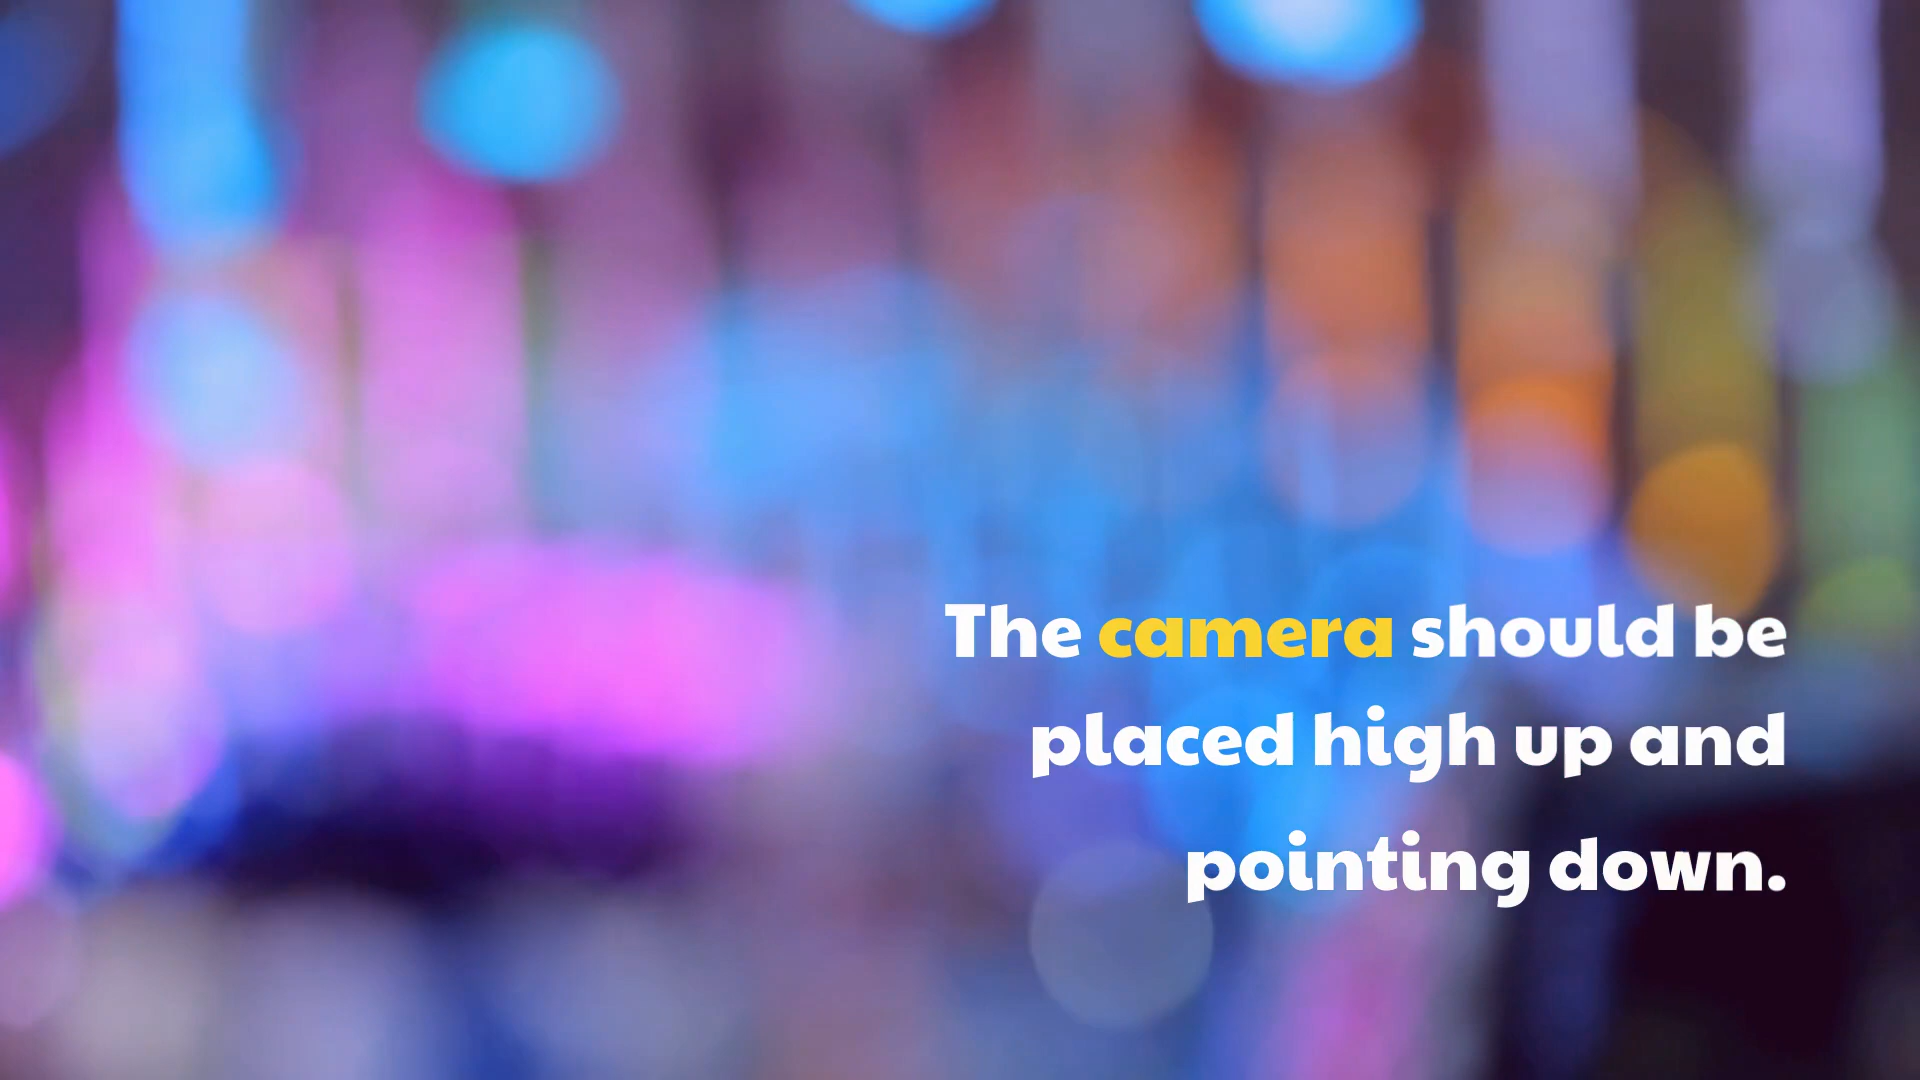 The camera should be
placed high up and
pointing down.